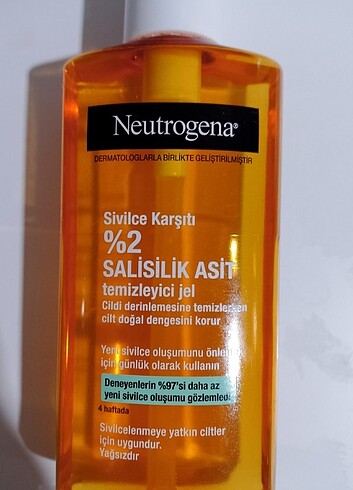 Neutrogena®
DERMATOLOGLARLA BİRLİKTE GELİŞTİRİLMİŞTİR
Sivilce Karşıtı
%2
SALİSİLİK ASİT
temizleyici jel
Cildi derinlemesine temizlerken
cilt doğal dengesini korur
Yeni sivilce oluşumunu
için günlük olarak kullanın
Deneyenlerin %97'si daha az
yeni sivilce oluşumu gözlemledi.
4 haftada
Sivilcelenmeye yatkın ciltler
için uygundur.
Yağsızdır